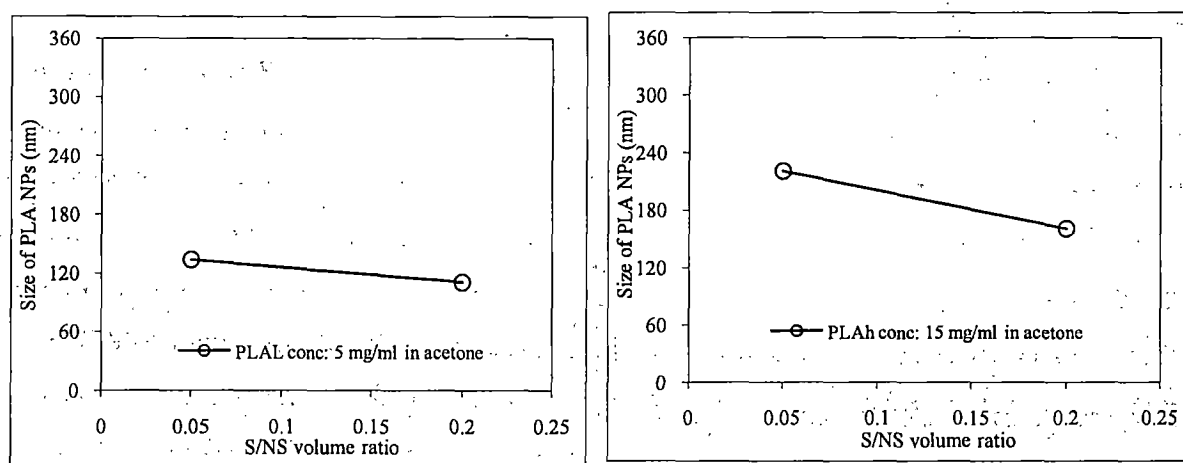 Size of PLA NPs (nm)
360
300
240
180
120
60
0
PLAL conc: 5 mg/ml in acetone
0 0.05 0.1 0.15 0.2 0.25
S/NS volume ratio
Size of PLA NPs (nm)
360
300
240
180
120
60
0
PLAh conc: 15 mg/ml in acetone
0 0.05 0.1 0.15 0.2 0.25
S/NS volume ratio